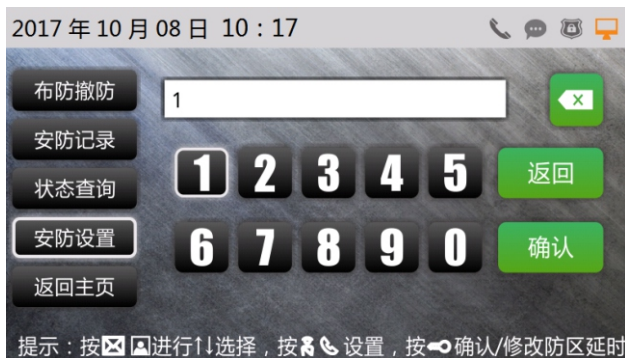 2017 年 10 月 08 日 10：17
布防撤防
1
安防记录
1 2 3 4 5
返回
状态查询
安防设置
6 7 8 9 0
确认
返回主页
提示：按进行↑↓选择，按设置，按确认/修改防区延时